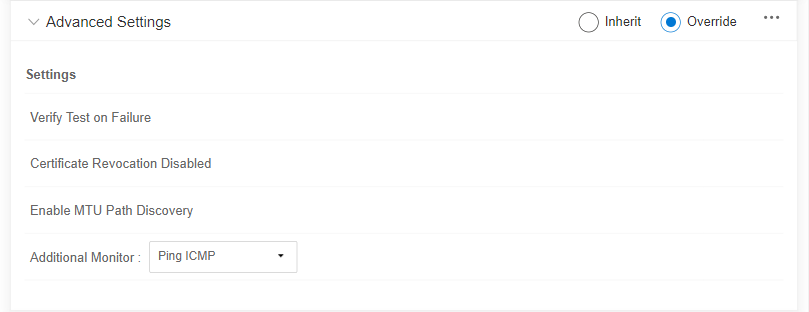 Advanced Settings
Inherit
Override
Settings
Verify Test on Failure
Certificate Revocation Disabled
Enable MTU Path Discovery
Additional Monitor :
Ping ICMP